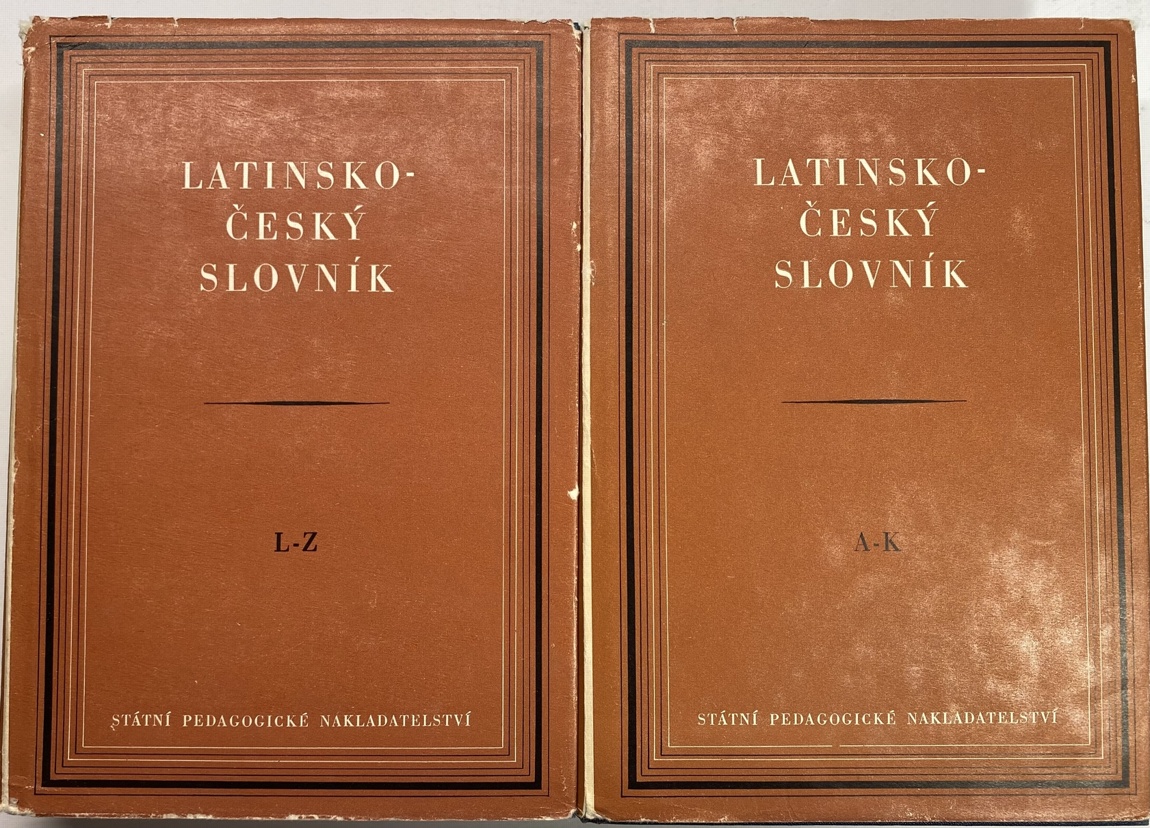 LATINSKO-
ČESKÝ
SLOVNÍK
L-Z
STÁTNÍ PEDAGOGICKÉ NAKLADATELSTVÍ
LATINSKO-
ČESKÝ
SLOVNÍK
A-K
STÁTNÍ PEDAGOGICKÉ NAKLADATELSTVÍ